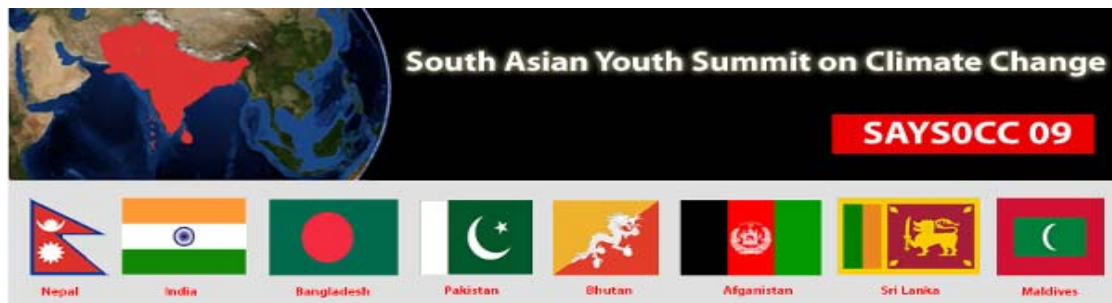 South Asian Youth Summit on Climate Change
SAYS0CC 09
Nepal India Bangladesh Pakistan Bhutan Afganistan Sri Lanka Maldives